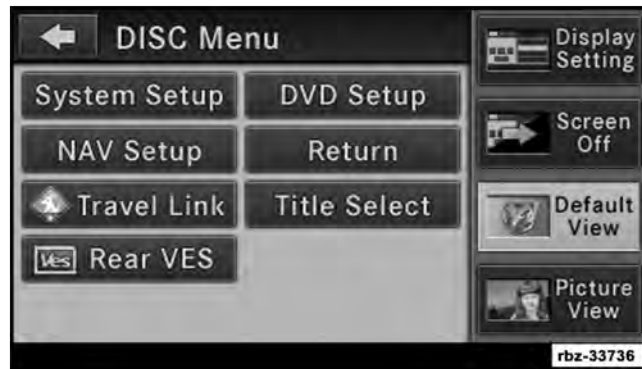 DISC Menu
System Setup
DVD Setup
NAV Setup
Return
Travel Link
Title Select
Ves Rear VES
Display
Setting
Screen
Off
Default
View
Picture
View
rbz-33736